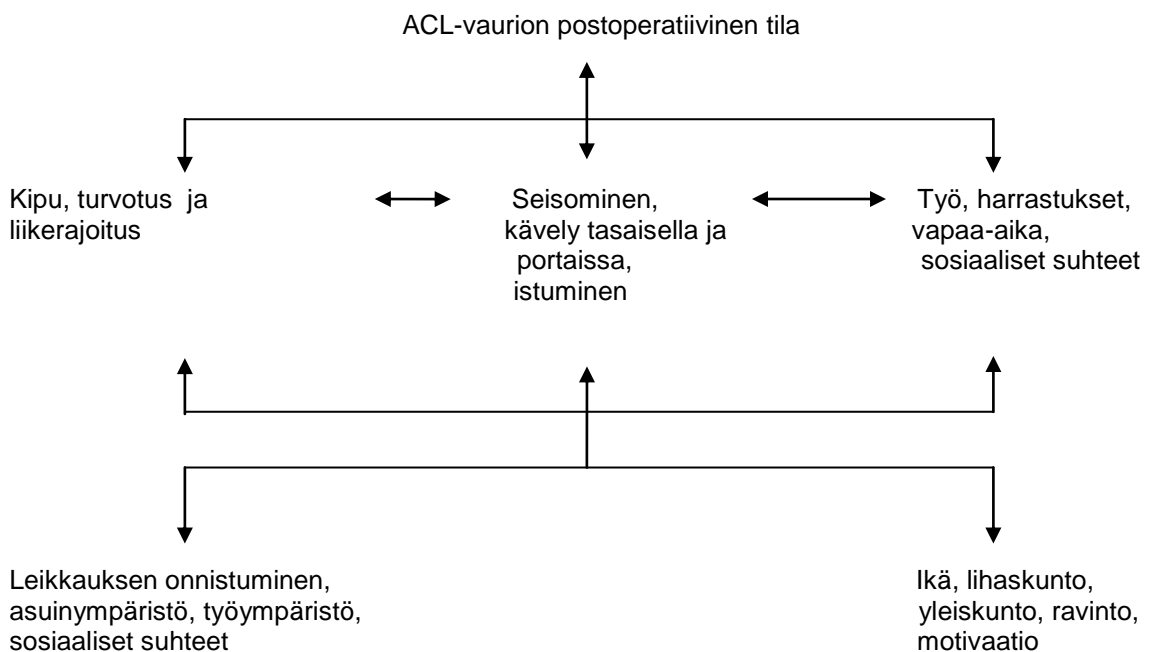 ACL-vaurion postoperatiivinen tila
Kipu, turvotus ja
liikerajoitus
Seisominen,
kävely tasaisella ja
portaissa,
istuminen
Työ, harrastukset,
vapaa-aika,
sosiaaliset suhteet
Leikkauksen onnistuminen,
asuinympäristö, työympäristö,
sosiaaliset suhteet
Ikä, lihaskunto,
yleiskunto, ravinto,
motivaatio